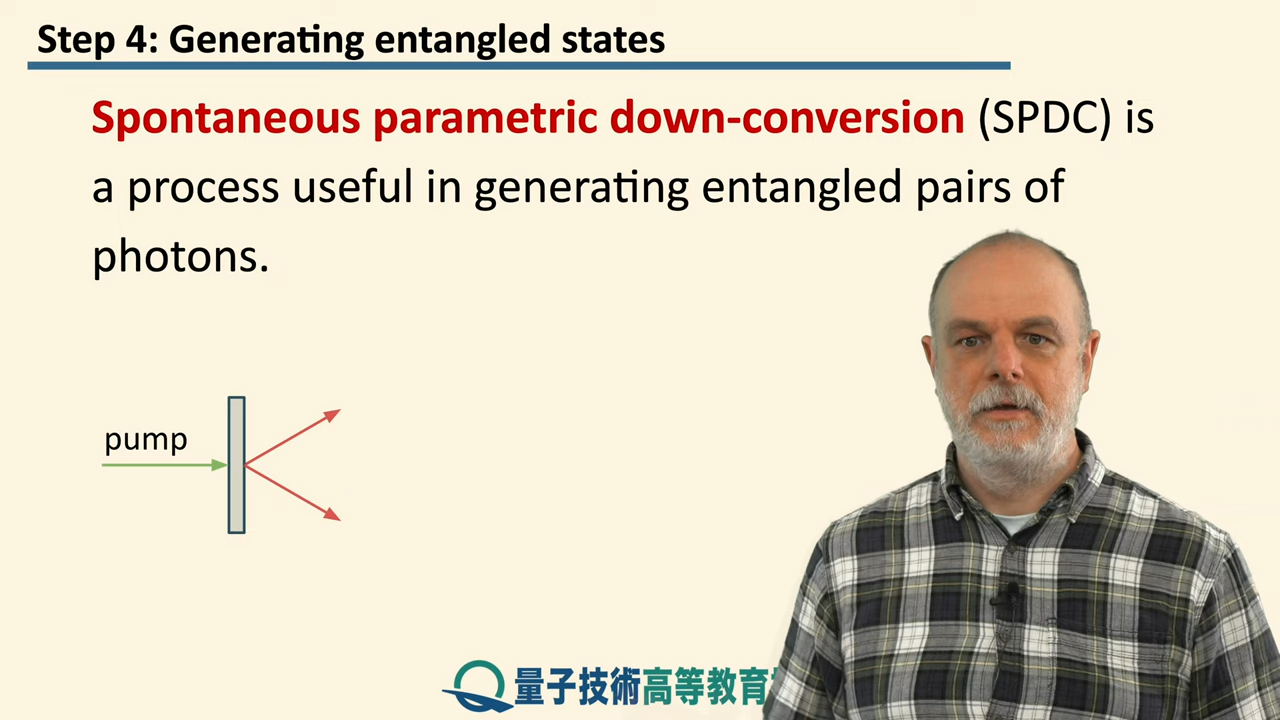 Step 4: Generating entangled states
Spontaneous parametric down-conversion (SPDC) is
a process useful in generating entangled pairs of
photons.
pump
量子技術高等教育